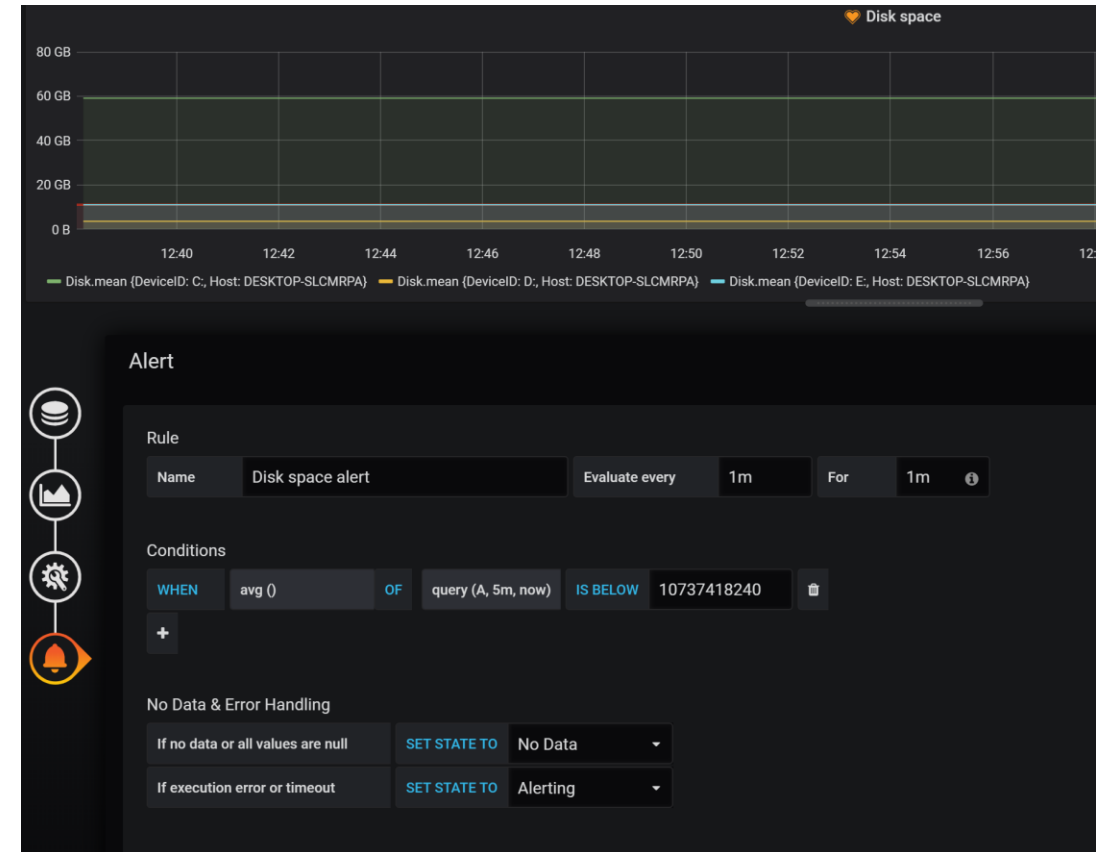 Disk space
80 GB
60 GB
40 GB
20 GB
0 B
12:40 12:42 12:44 12:46 12:48 12:50 12:52 12:54 12:56 12:
Disk.mean {DeviceID: C:, Host: DESKTOP-SLCMRPA} Disk.mean {DeviceID: D:, Host: DESKTOP-SLCMRPA} Disk.mean {DeviceID: E:, Host: DESKTOP-SLCMRPA}
Alert
Rule
Name Disk space alert Evaluate every 1m For 1m
Conditions
WHEN avg () OF query (A, 5m, now) IS BELOW 10737418240
No Data & Error Handling
If no data or all values are null SET STATE TO No Data
If execution error or timeout SET STATE TO Alerting